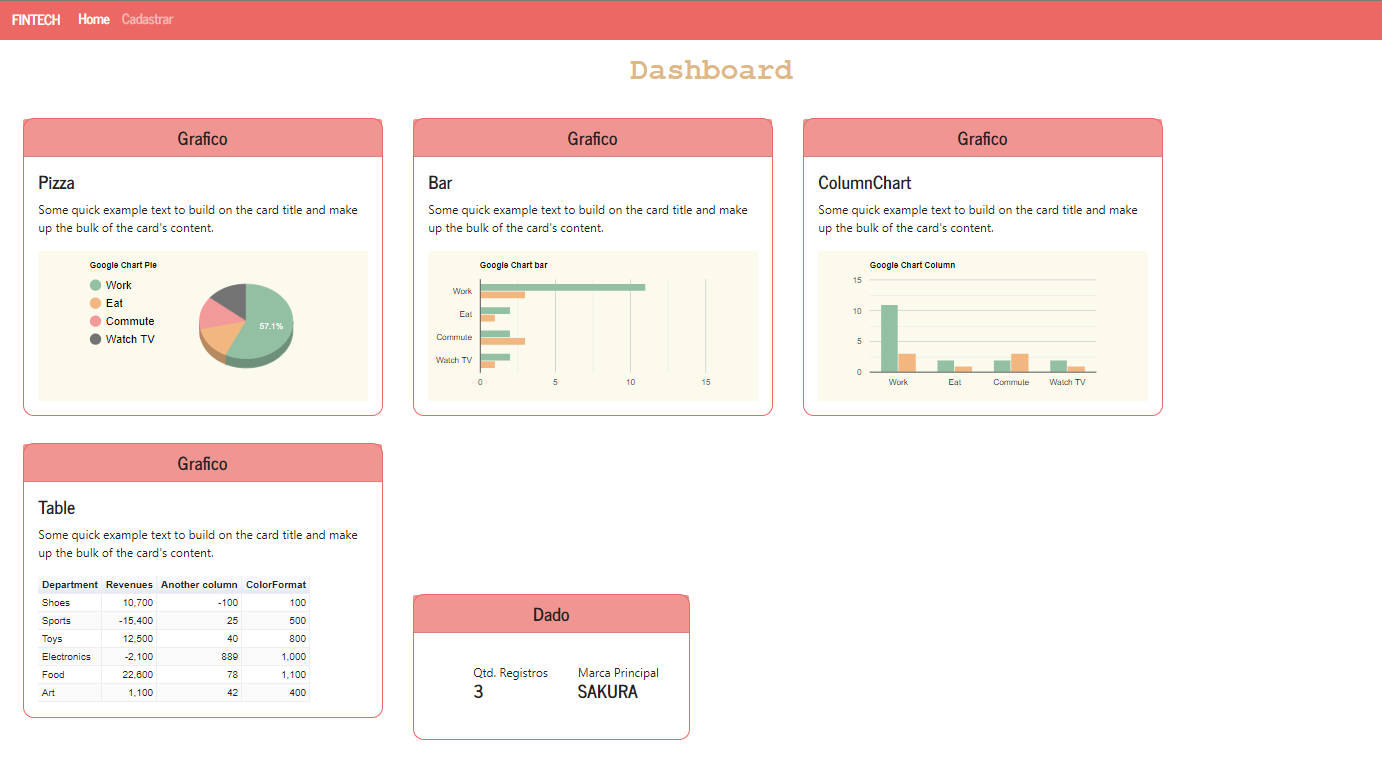 FINTECH Home Cadastrar
Dashboard
Grafico
Pizza
Some quick example text to build on the card title and make
up the bulk of the card's content.
Google Chart Pie
Work
Eat
Commute
Watch TV
57.1%
Grafico
Bar
Some quick example text to build on the card title and make
up the bulk of the card's content.
Google Chart bar
Work
Eat
Commute
Watch TV
0 5 10 15
Grafico
ColumnChart
Some quick example text to build on the card title and make
up the bulk of the card's content.
Google Chart Column
15
10
5
0
Work Eat Commute Watch TV
Grafico
Table
Some quick example text to build on the card title and make
up the bulk of the card's content.
Department Revenues Another column ColorFormat
Shoes 10,700 -100 100
Sports -15,400 25 500
Toys 12,500 40 800
Electronics -2,100 889 1,000
Food 22,600 78 1,100
Art 1,100 42 400
Dado
Qtd. Registros Marca Principal
3 SAKURA